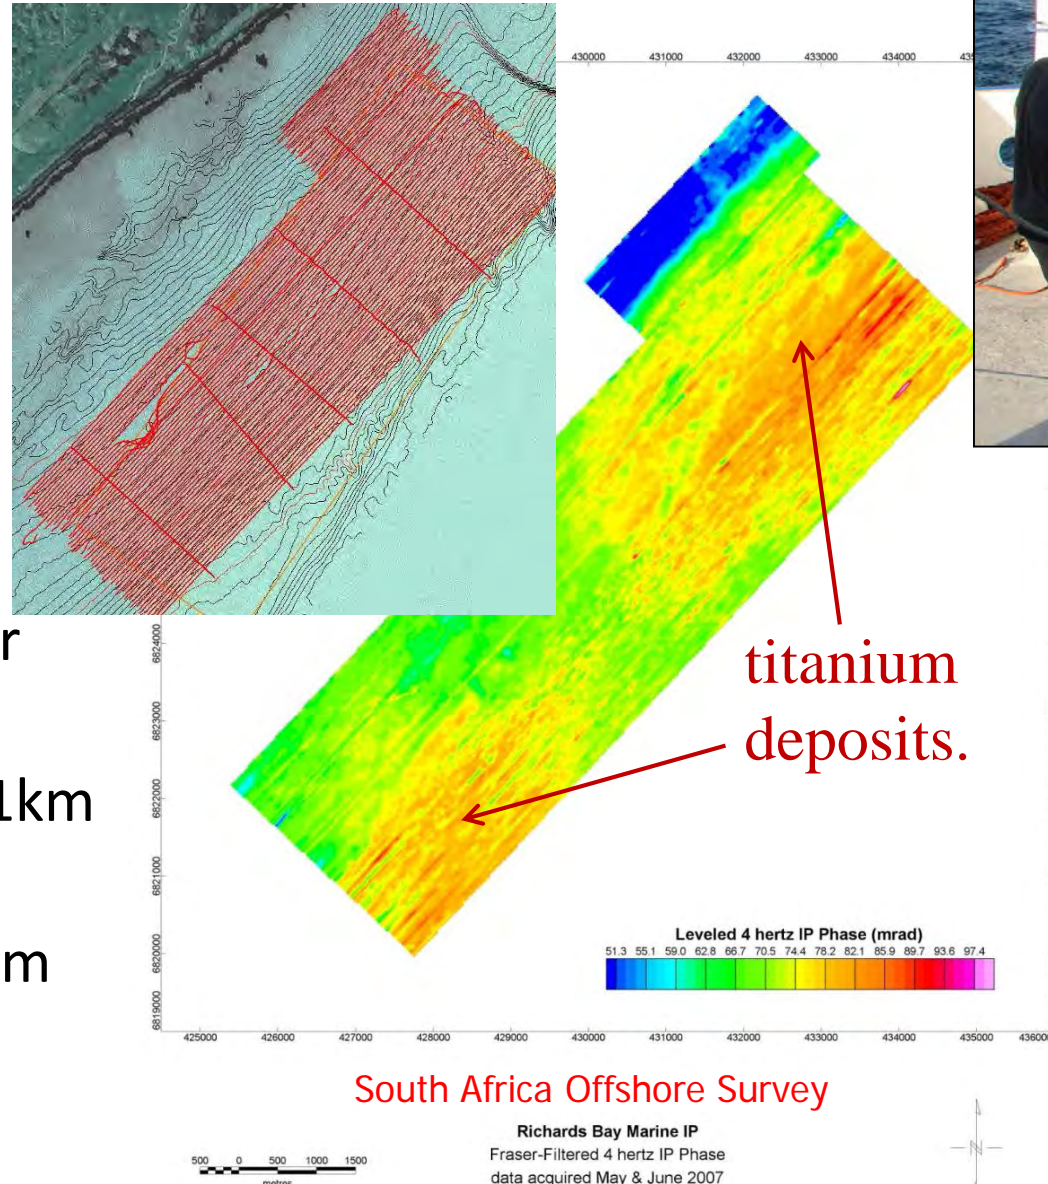 430000 431000 432000 433000 434000
r
1km
m
titanium
deposits.
6824000
6823000
6822000
6821000
6820000
6819000
Leveled 4 hertz IP Phase (mrad)
51.3 55.1 59.0 62.8 66.7 70.5 74.4 78.2 82.1 85.9 89.7 93.6 97.4
425000 426000 427000 428000 429000 430000 431000 432000 433000 434000 435000
South Africa Offshore Survey
Richards Bay Marine IP
Fraser-Filtered 4 hertz IP Phase
data acquired May & June 2007
500 0 500 1000 1500
metres
N